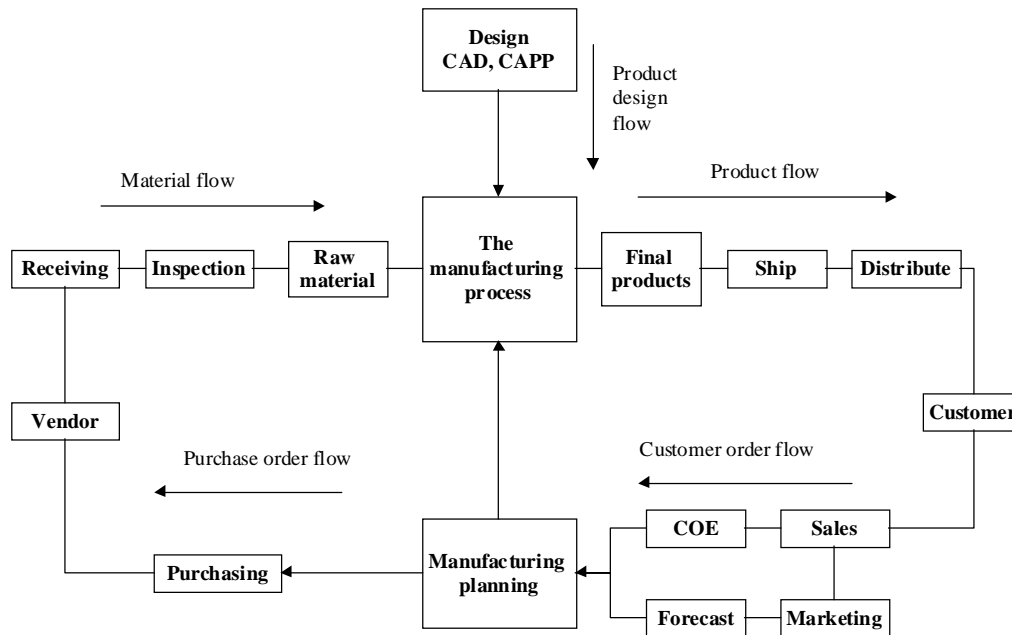 Design
CAD, CAPP
Product
design
flow
Material flow
Product flow
Receiving
Inspection
Raw
material
The
manufacturing
process
Final
products
Ship
Distribute
Vendor
Customer
Purchase order flow
Customer order flow
Purchasing
Manufacturing
planning
COE
Sales
Forecast
Marketing